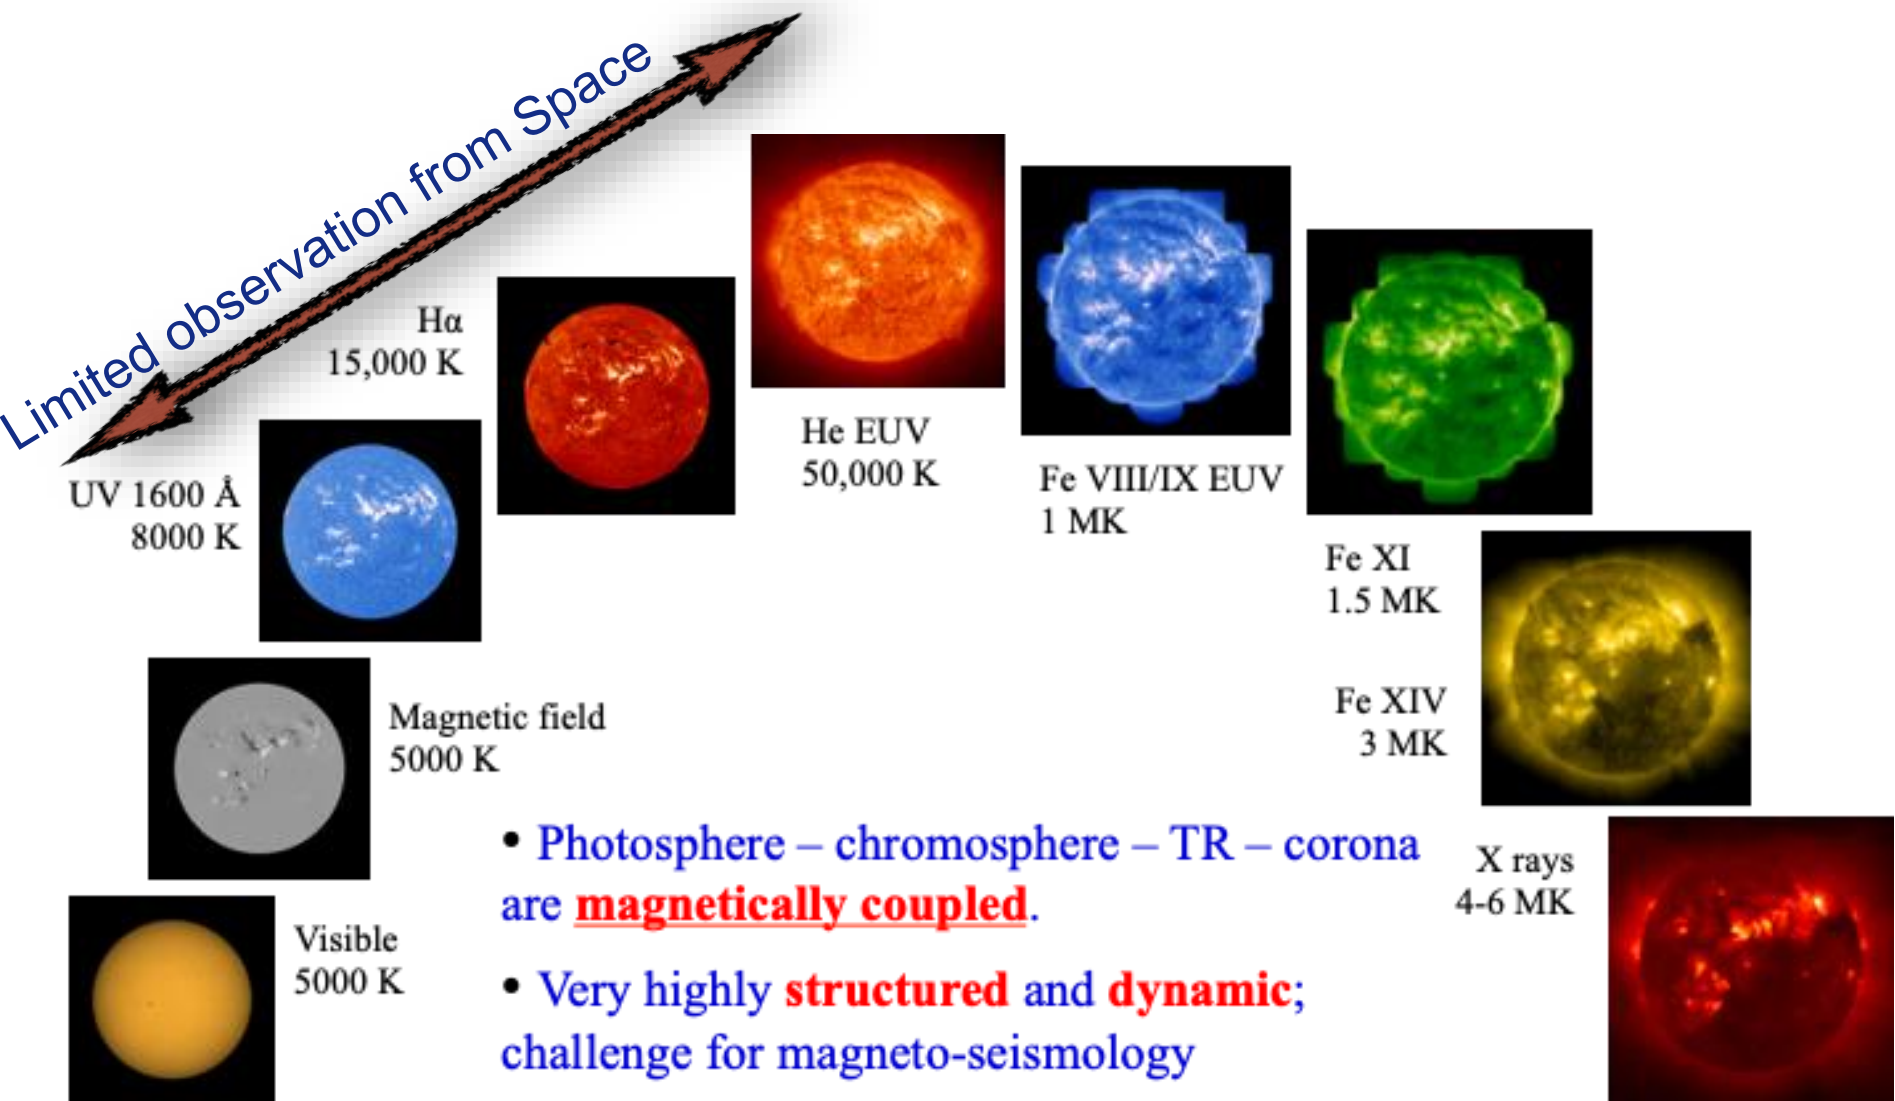 Limited observation from Space
Hα
15,000 K
He EUV
50,000 K
Fe VIII/IX EUV
1 MK
UV 1600 Å
8000 K
Fe XI
1.5 MK
Fe XIV
3 MK
Magnetic field
5000 K
Visible
5000 K
X rays
4-6 MK
• Photosphere – chromosphere – TR – corona
are magnetically coupled.
• Very highly structured and dynamic;
challenge for magneto-seismology